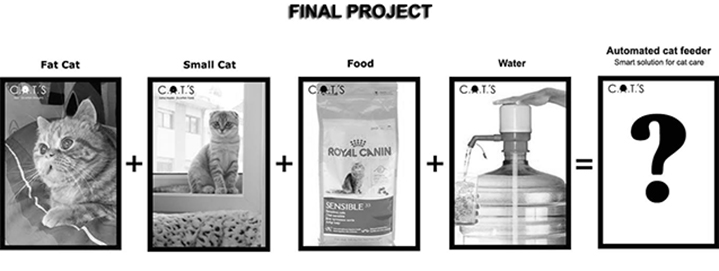 FINAL PROJECT
Fat Cat
Small Cat
Food
Water
Automated cat feeder
Smart solution for cat care
C.A.T.'S
C.A.T.'S
C.A.T.'S
C.A.T.'S
C.A.T.'S
+
+
+
=
ROYAL CANIN
SENSIBLE 33
?